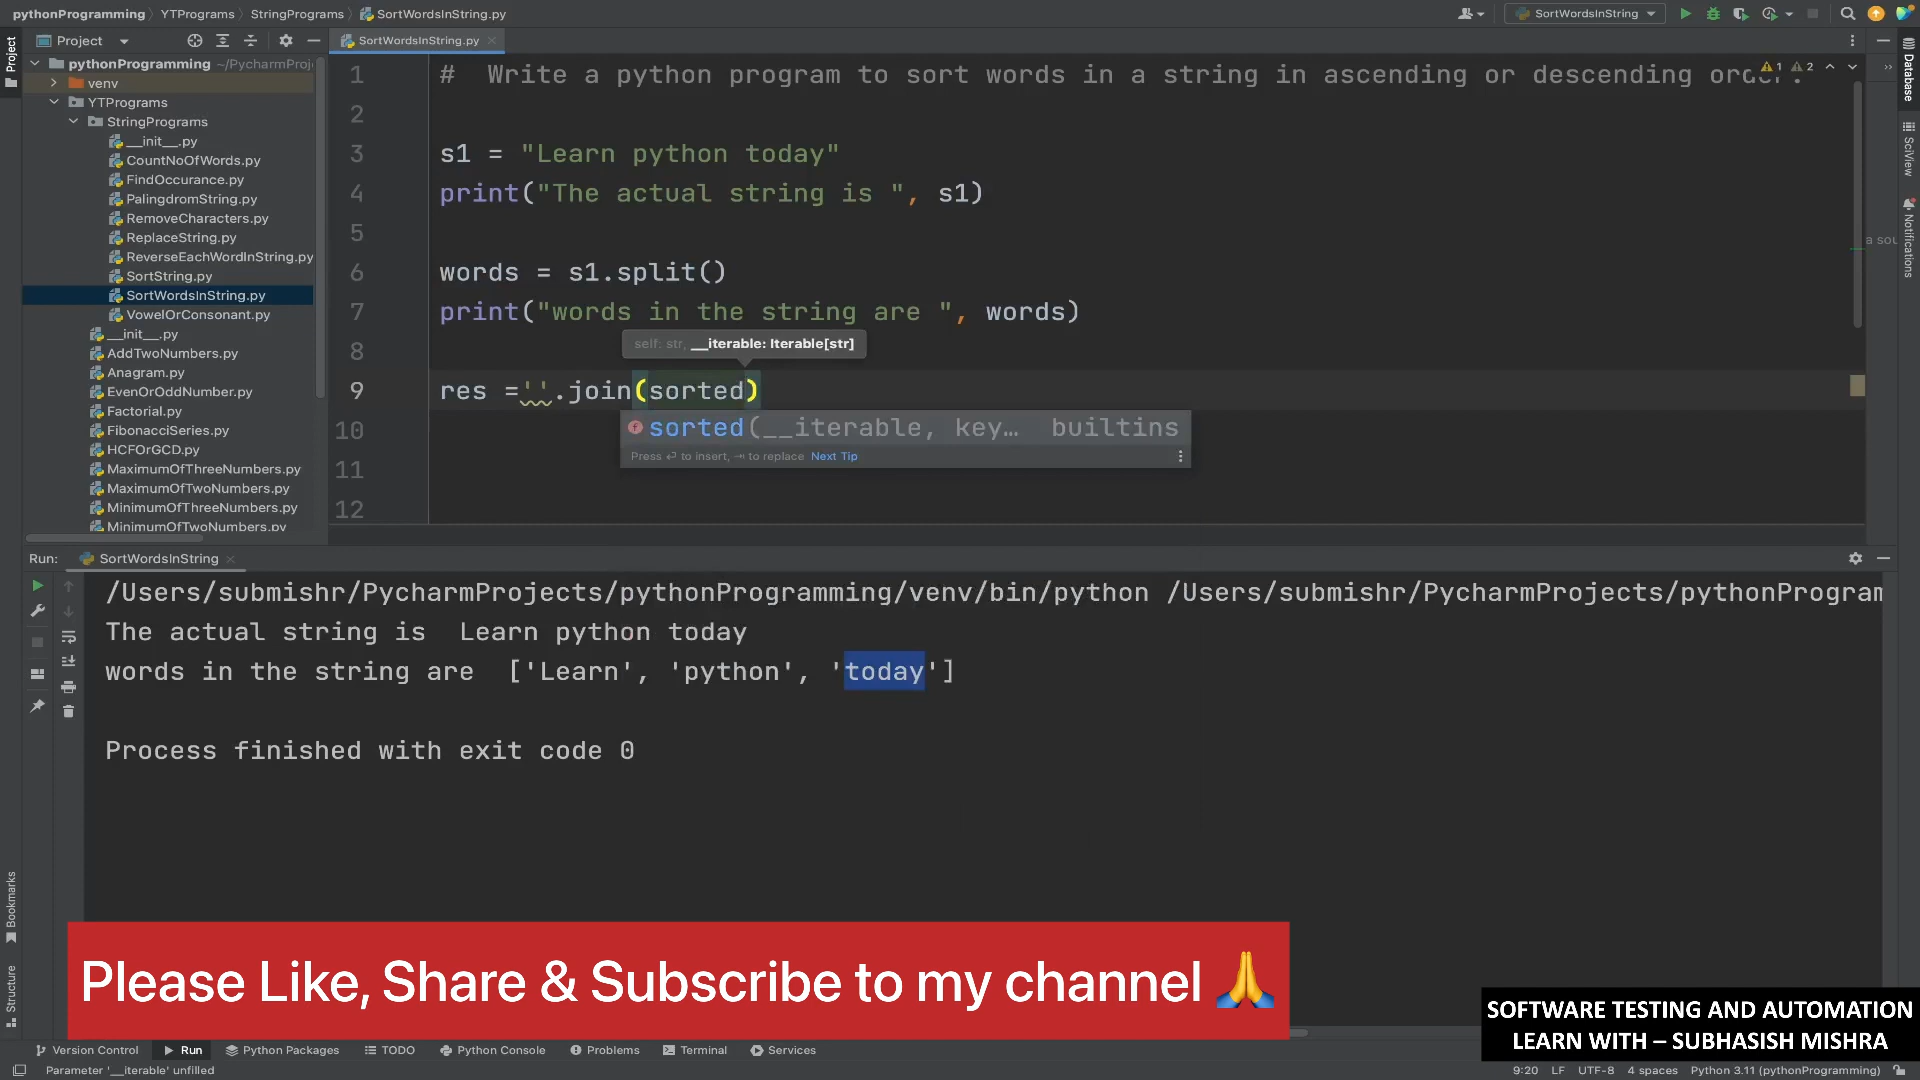 pythonProgramming YTPrograms StringPrograms SortWordsInString.py
SortWordsInString
Project
SortWordsInString.py
Project
pythonProgramming ~/PycharmProj
venv
YTPrograms
StringPrograms
__init__.py
CountNoOfWords.py
FindOccurance.py
PalingdromString.py
RemoveCharacters.py
ReplaceString.py
ReverseEachWordInString.py
SortString.py
SortWordsInString.py
VowelOrConsonant.py
__init__.py
AddTwoNumbers.py
Anagram.py
EvenOrOddNumber.py
Factorial.py
FibonacciSeries.py
HCFOrGCD.py
MaximumOfThreeNumbers.py
MaximumOfTwoNumbers.py
MinimumOfThreeNumbers.py
MinimumOfTwoNumbers.py
1 # Write a python program to sort words in a string in ascending or descending order.
1 2
2
3 s1 = "Learn python today"
4 print("The actual string is ", s1)
5
6 words = s1.split()
7 print("words in the string are ", words)
8
self: str, __iterable: Iterable[str]
9 res =''.join(sorted)
10
sorted(__iterable, key… builtins
Press ↵ to insert, ⇥ to replace Next Tip
11
12
Database
SciView
Notifications
a sou
Run: SortWordsInString
/Users/submishr/PycharmProjects/pythonProgramming/venv/bin/python /Users/submishr/PycharmProjects/pythonProgram
The actual string is  Learn python today
words in the string are  ['Learn', 'python', 'today']
Process finished with exit code 0
Bookmarks
Structure
Please Like, Share & Subscribe to my channel 🙏
SOFTWARE TESTING AND AUTOMATION
LEARN WITH – SUBHASISH MISHRA
Version Control Run Python Packages TODO Python Console Problems Terminal Services
Parameter '__iterable' unfilled
9:20 LF UTF-8 4 spaces Python 3.11 (pythonProgramming)